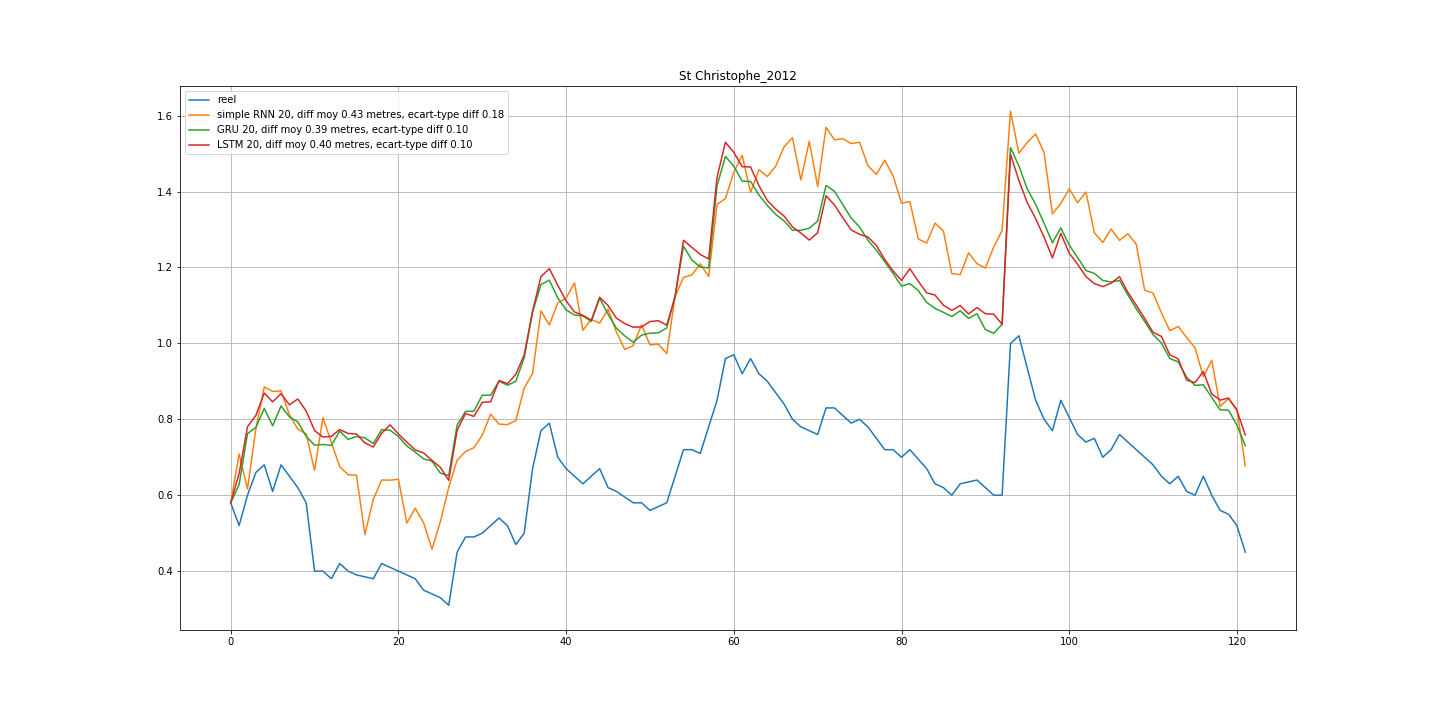 St Christophe_2012
reel
simple RNN 20, diff moy 0.43 metres, ecart-type diff 0.18
GRU 20, diff moy 0.39 metres, ecart-type diff 0.10
LSTM 20, diff moy 0.40 metres, ecart-type diff 0.10
1.6
1.4
1.2
1.0
0.8
0.6
0.4
0 20 40 60 80 100 120